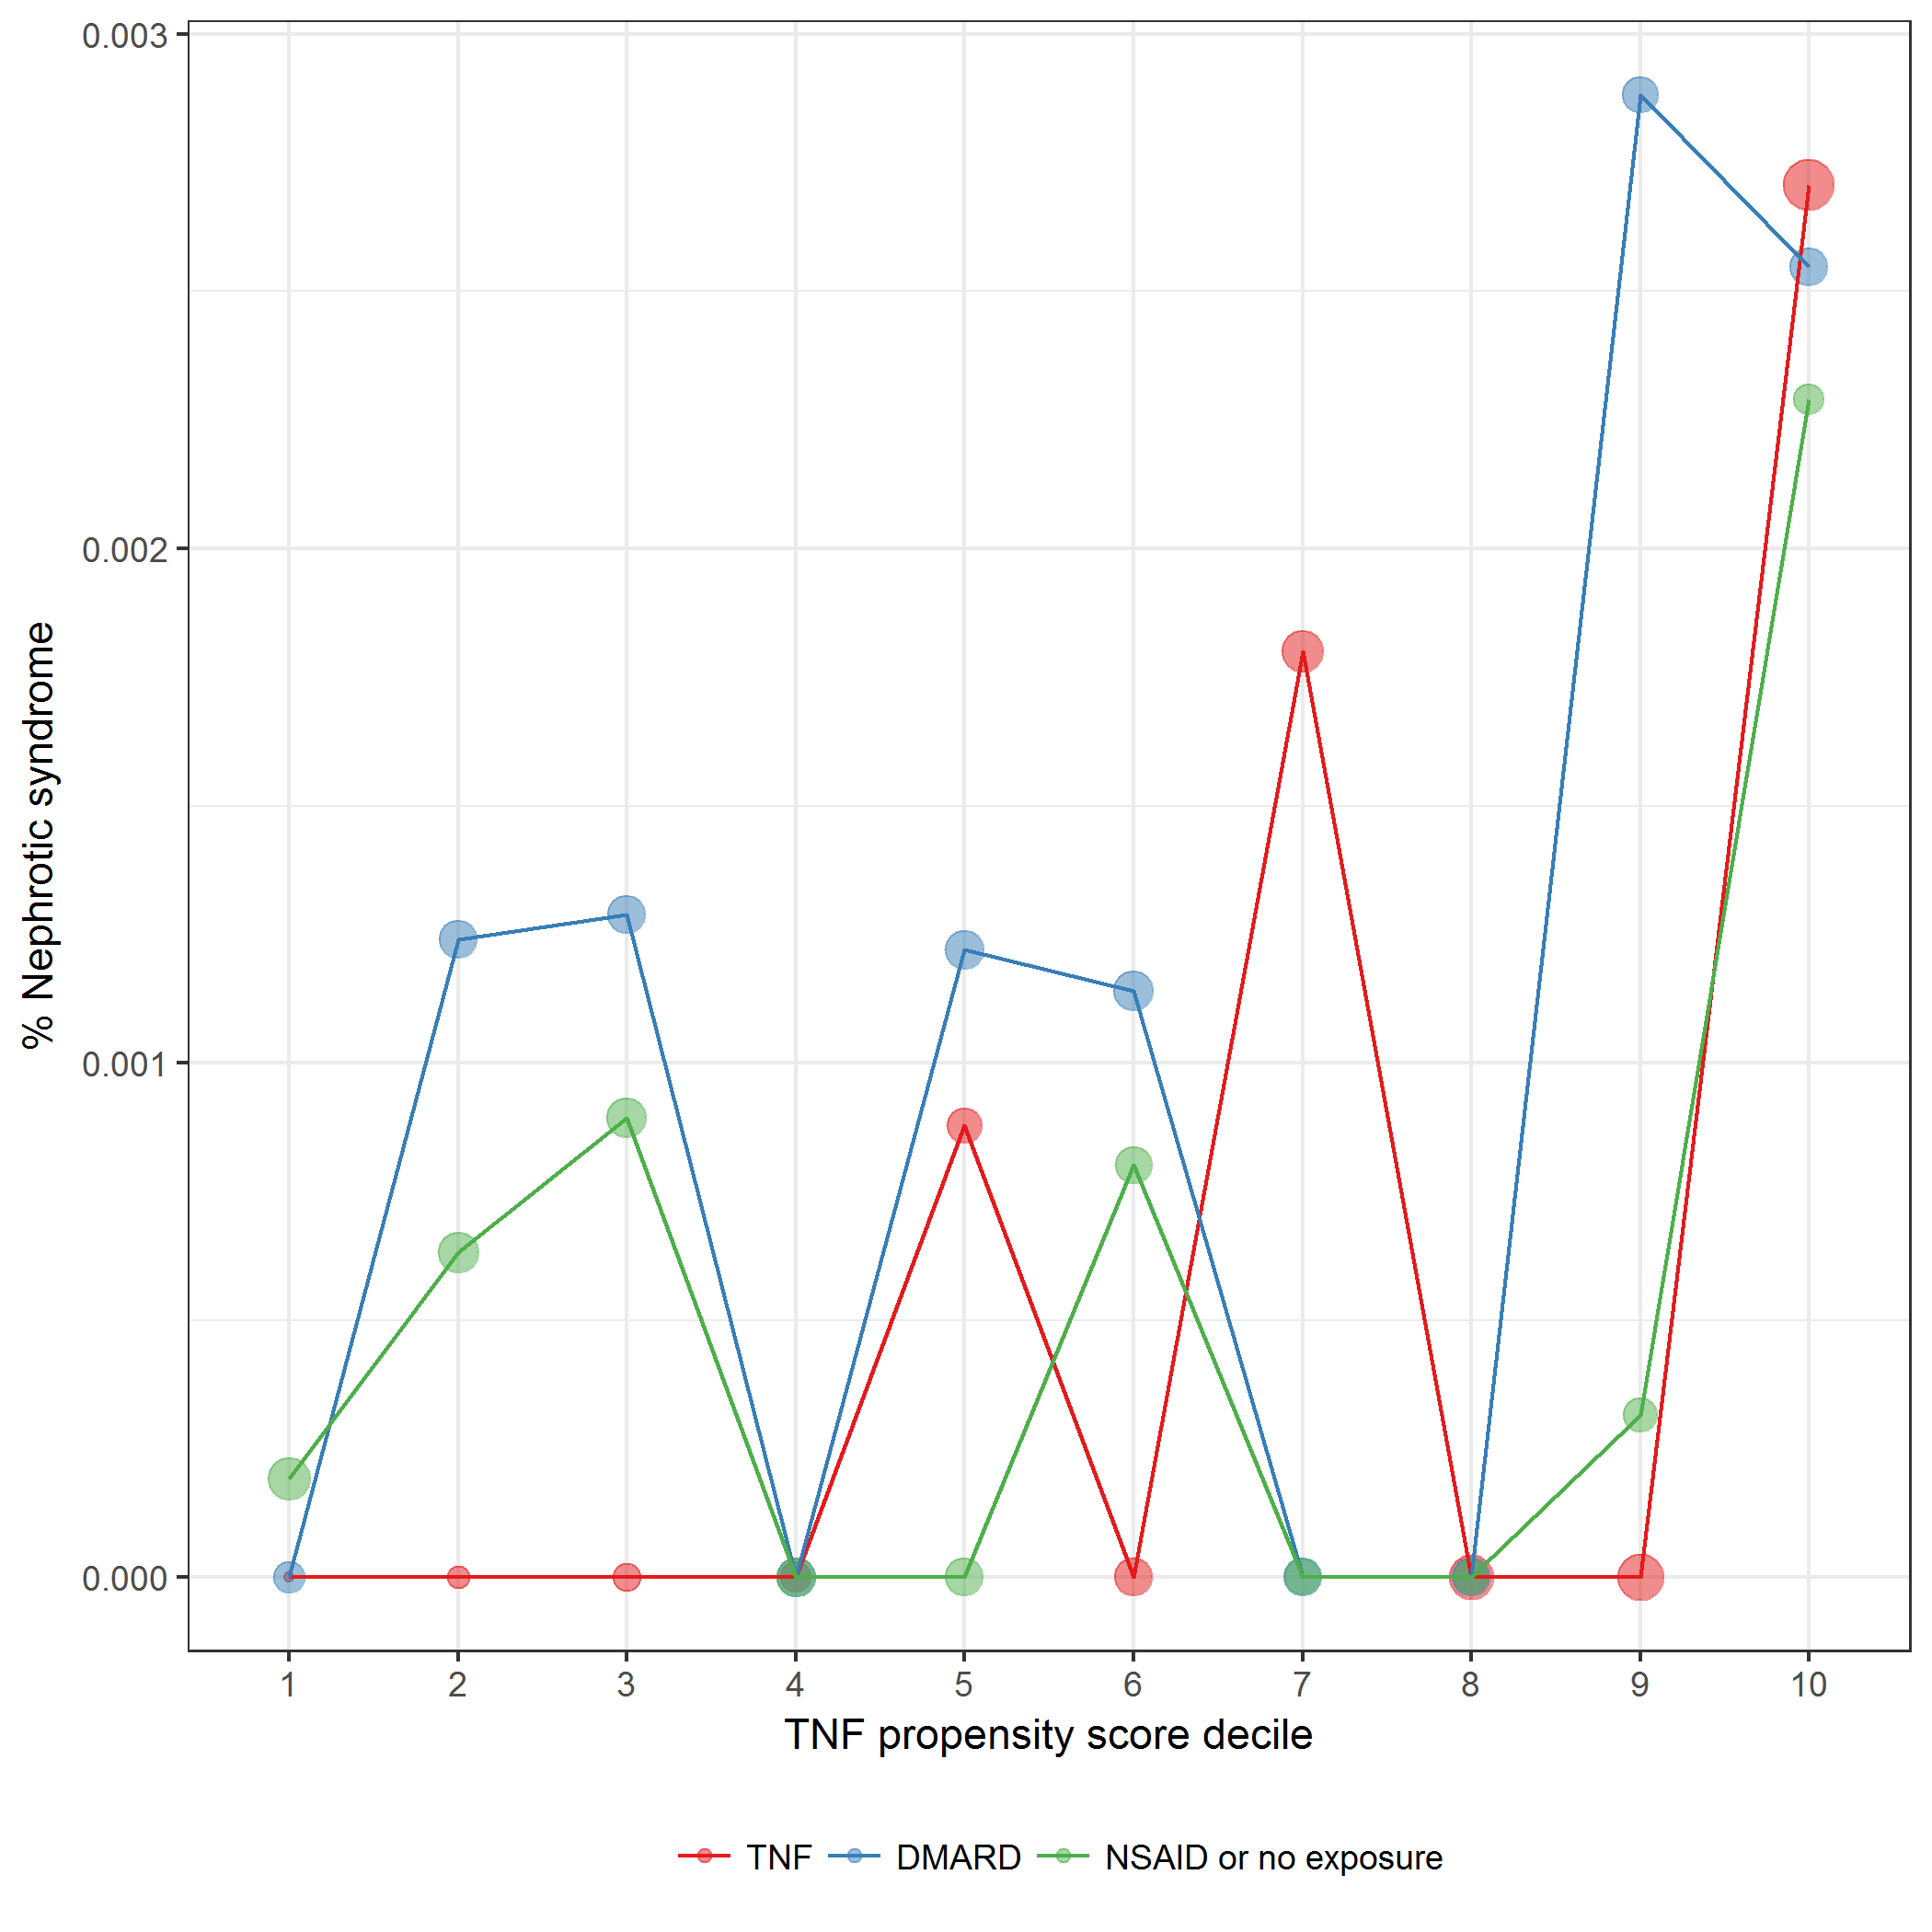 0.003
0.002
0.001
0.000
% Nephrotic syndrome
1 2 3 4 5 6 7 8 9 10
TNF propensity score decile
TNF DMARD NSAID or no exposure